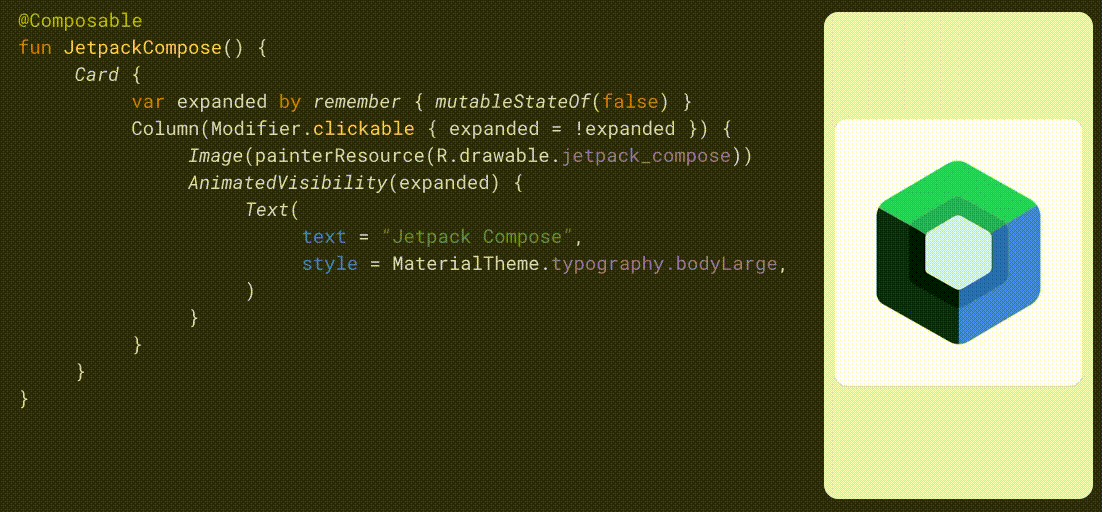 @Composable
fun JetpackCompose() {
Card {
var expanded by remember { mutableStateOf(false) }
Column(Modifier.clickable { expanded = !expanded }) {
Image(painterResource(R.drawable.jetpack_compose))
AnimatedVisibility(expanded) {
Text(
text = “Jetpack Compose”,
style = MaterialTheme.typography.bodyLarge,
)
}
}
}
}